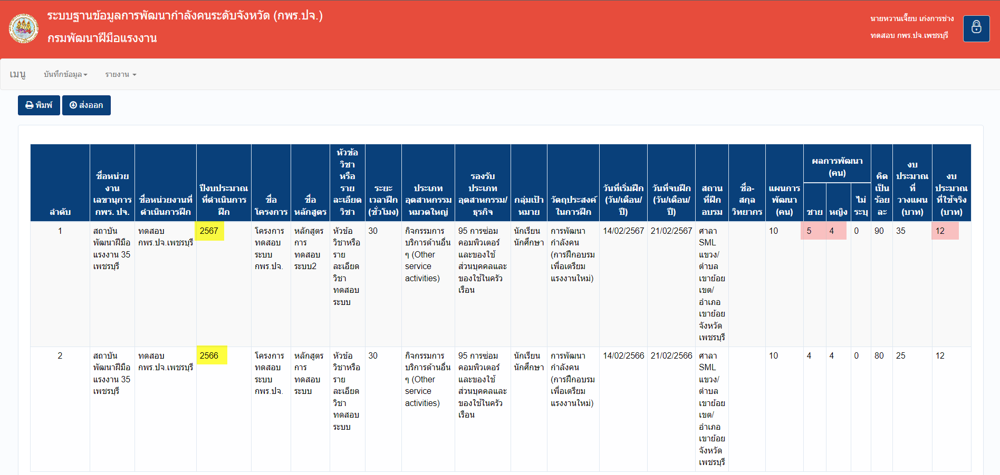 ระบบฐานข้อมูลการพัฒนากำลังคนระดับจังหวัด (กพร.ปจ.)
กรมพัฒนาฝีมือแรงงาน
นายหวานเจี๊ยบ เก่งการช่าง
ทดสอบ กพร.ปจ.เพชรบุรี
เมนู
บันทึกข้อมูล
รายงาน
พิมพ์
ส่งออก
ลำดับ
ชื่อหน่วย
งาน
เลขานุการ
กพร. ปจ.
ชื่อหน่วยงานที่
ดำเนินการฝึก
ปีงบประมาณ
ที่ดำเนินการ
ฝึก
ชื่อ
โครงการ
ชื่อ
หลักสูตร
หัวข้อ
วิชา
หรือ
ราย
ละเอียด
วิชา
ระยะ
เวลาฝึก
(ชั่วโมง)
ประเภท
อุตสาหกรรม
หมวดใหญ่
รองรับ
ประเภท
อุตสาหกรรม/
ธุรกิจ
กลุ่มเป้า
หมาย
วัตถุประสงค์
ในการฝึก
วันที่เริ่มฝึก
(วัน/เดือน/
ปี)
วันที่จบฝึก
(วัน/เดือน/
ปี)
สถาน
ที่ฝึก
อบรม
ชื่อ-
สกุล
วิทยากร
แผนการ
พัฒนา
(คน)
ผลการพัฒนา
(คน)
ชาย
หญิง
ไม่
ระบุ
คิด
เป็น
ร้อย
ละ
งบ
ประมาณ
ที่
วางแผน
(บาท)
งบ
ประมาณ
ที่ใช้จริง
(บาท)
1
สถาบัน
พัฒนาฝีมือ
แรงงาน 35
เพชรบุรี
ทดสอบ
กพร.ปจ.เพชรบุรี
2567
โครงการ
ทดสอบ
ระบบ
กพร.ปจ.
หลักสูตร
การ
ทดสอบ
ระบบ2
หัวข้อ
วิชาหรือ
ราย
ละเอียด
วิชา
ทดสอบ
ระบบ
30
กิจกรรมการ
บริการด้านอื่น
ๆ (Other
service
activities)
95 การซ่อม
คอมพิวเตอร์
และของใช้
ส่วนบุคคลและ
ของใช้ในครัว
เรือน
นักเรียน
นักศึกษา
การพัฒนา
กำลังคน
(การฝึกอบรม
เพื่อเตรียม
แรงงานใหม่)
14/02/2567
21/02/2567
ศาลา
SML
แขวง/
ตำบล
เขาย้อย
เขต/
อำเภอ
เขาย้อย
จังหวัด
เพชรบุรี
10
5
4
0
90
35
12
2
สถาบัน
พัฒนาฝีมือ
แรงงาน 35
เพชรบุรี
ทดสอบ
กพร.ปจ.เพชรบุรี
2566
โครงการ
ทดสอบ
ระบบ
กพร.ปจ.
หลักสูตร
การ
ทดสอบ
ระบบ
หัวข้อ
วิชาหรือ
ราย
ละเอียด
วิชา
ทดสอบ
ระบบ
30
กิจกรรมการ
บริการด้านอื่น
ๆ (Other
service
activities)
95 การซ่อม
คอมพิวเตอร์
และของใช้
ส่วนบุคคลและ
ของใช้ในครัว
เรือน
นักเรียน
นักศึกษา
การพัฒนา
กำลังคน
(การฝึกอบรม
เพื่อเตรียม
แรงงานใหม่)
14/02/2566
21/02/2566
ศาลา
SML
แขวง/
ตำบล
เขาย้อย
เขต/
อำเภอ
เขาย้อย
จังหวัด
เพชรบุรี
10
4
4
0
80
25
12